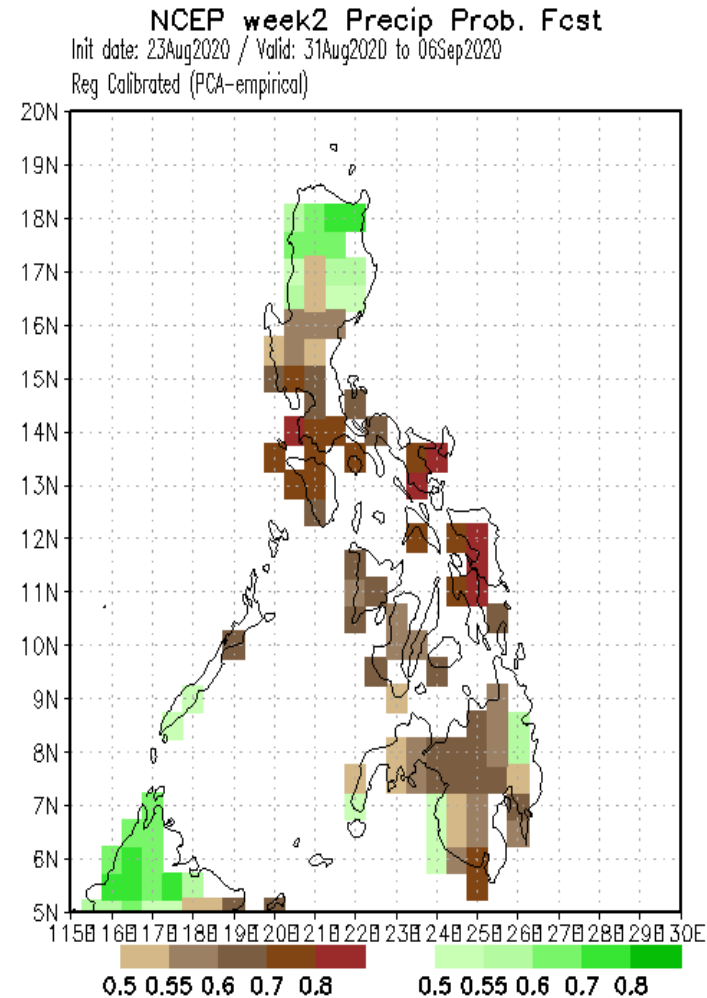 NCEP week2 Precip Prob. Fcst
Init date: 23Aug2020 / Valid: 31Aug2020 to 06Sep2020
Reg Calibrated (PCA-empirical)
20N
19N
18N
17N
16N
15N
14N
13N
12N
11N
10N
9N
8N
7N
6N
5N
115E 116E 117E 118E 119E 120E 121E 122E 123E 124E 125E 126E 127E 128E 129E 130E
0.5 0.55 0.6 0.7 0.8 0.5 0.55 0.6 0.7 0.8